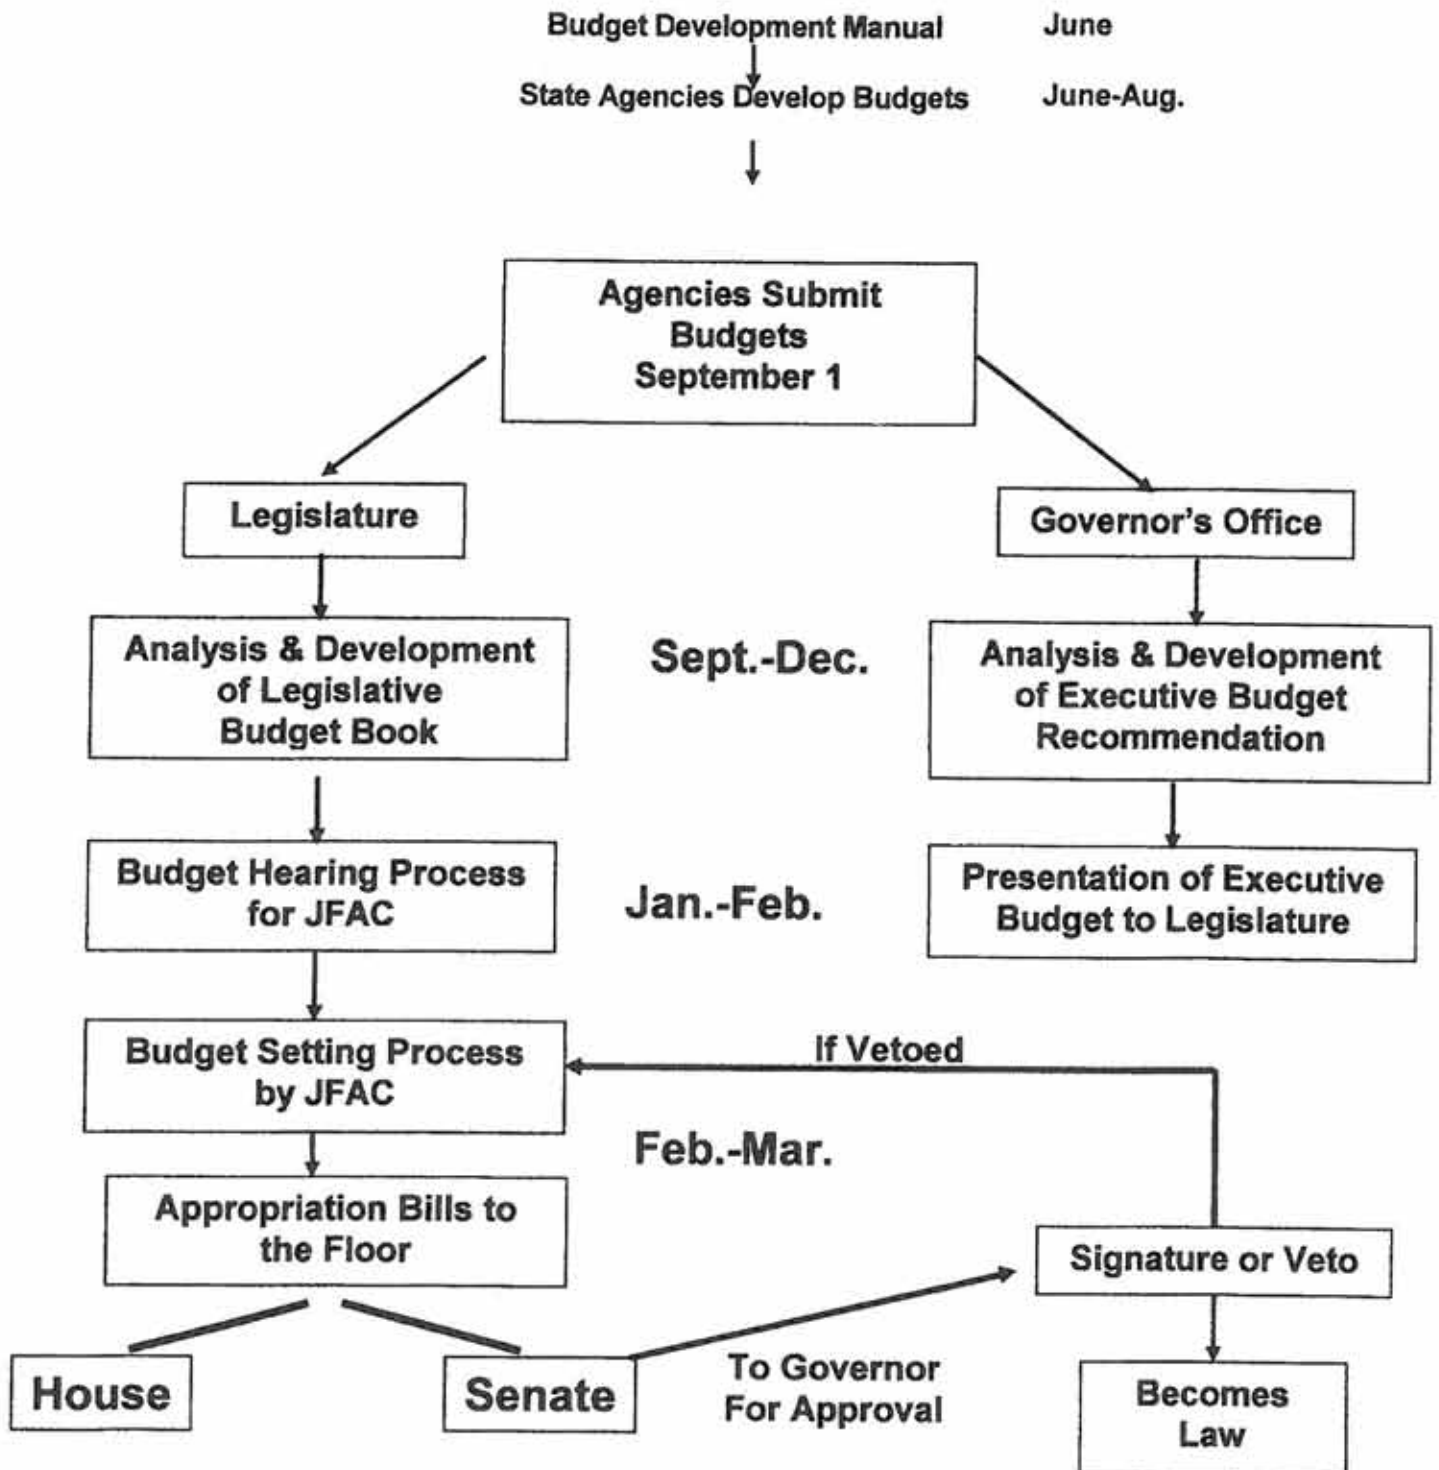 Budget Development Manual June
State Agencies Develop Budgets June-Aug.
Agencies Submit
Budgets
September 1
Legislature
Governor's Office
Analysis & Development
of Legislative
Budget Book
Sept.-Dec.
Analysis & Development
of Executive Budget
Recommendation
Budget Hearing Process
for JFAC
Jan.-Feb.
Presentation of Executive
Budget to Legislature
Budget Setting Process
by JFAC
If Vetoed
Feb.-Mar.
Appropriation Bills to
the Floor
Signature or Veto
House
Senate
To Governor
For Approval
Becomes
Law